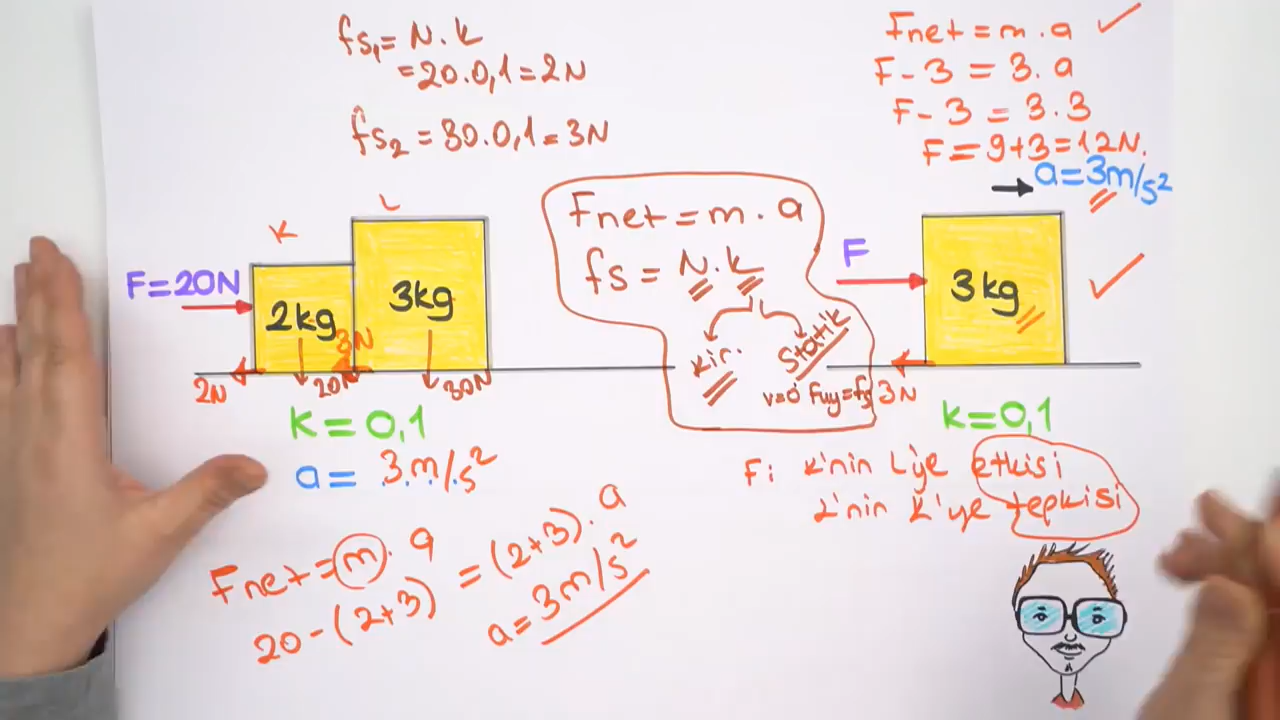 fs₁ = N.k
= 20.0,1 = 2N
fs₂ = 30.0,1 = 3N
K
L
F=20N
2kg
3kg
3N
2N
20N
30N
K = 0,1
a = 3m/s²
Fnet = m.a
20-(2+3) = (2+3).a
a = 3m/s²
Fnet = m.a
fs = N.k
kin.
Statik
v=0 Fuy=fs
Fnet = m.a
F-3 = 3.a
F-3 = 3.3
F = 9+3=12N.
a=3m/s²
F
3kg
3N
K=0,1
F: K'nin L'ye etkisi
L'nin K'ye tepkisi